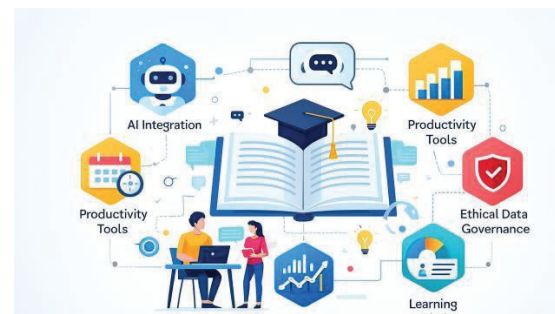 AI Integration
Productivity
Tools
Productivity
Tools
Ethical Data
Governance
Learning